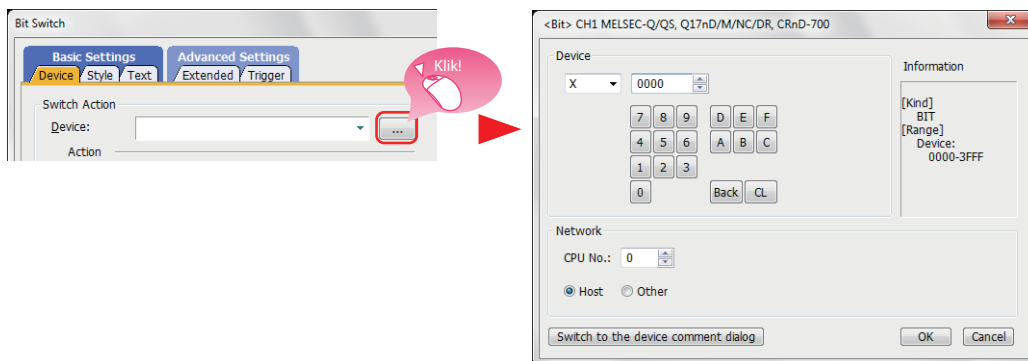 Bit Switch
Basic Settings
Advanced Settings
Device Style Text Extended Trigger
Klik!
Switch Action
Device:
...
Action
<Bit> CH1 MELSEC-Q/QS, Q17nD/M/NC/DR, CRnD-700
Device
X 0000
7 8 9 D E F
4 5 6 A B C
1 2 3
0 Back CL
Information
[Kind]
BIT
[Range]
Device:
0000-3FFF
Network
CPU No.: 0
Host Other
Switch to the device comment dialog OK Cancel